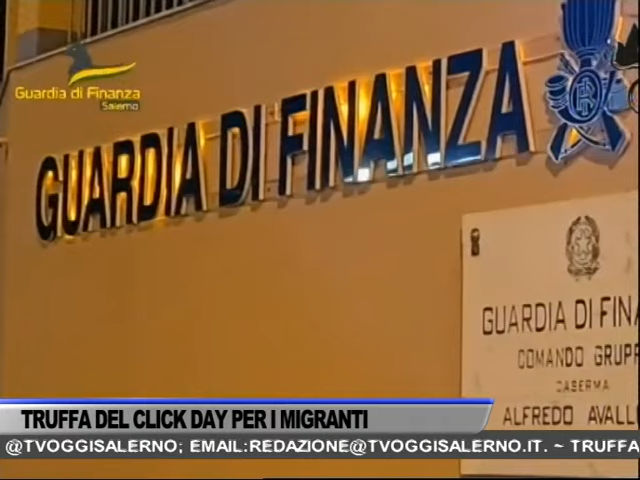 Guardia di Finanza
Salerno
GUARDIA DI FINANZA
GUARDIA DI FINA
COMANDO GRUPP
CASERMA
ALFREDO AVALL
TRUFFA DEL CLICK DAY PER I MIGRANTI
@TVOGGISALERNO; EMAIL:REDAZIONE@TVOGGISALERNO.IT. ~ TRUFFA